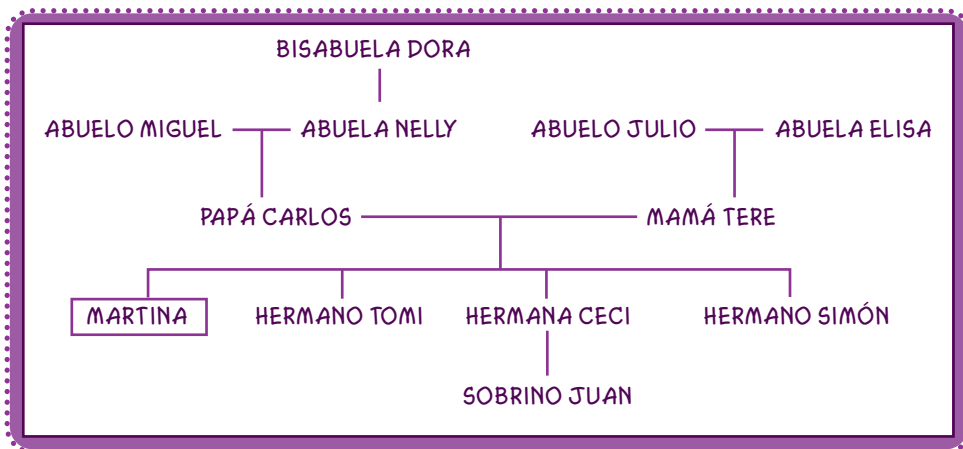 BISABUELA DORA
ABUELO MIGUEL ABUELA NELLY ABUELO JULIO ABUELA ELISA
PAPÁ CARLOS MAMÁ TERE
MARTINA HERMANO TOMI HERMANA CECI HERMANO SIMÓN
SOBRINO JUAN